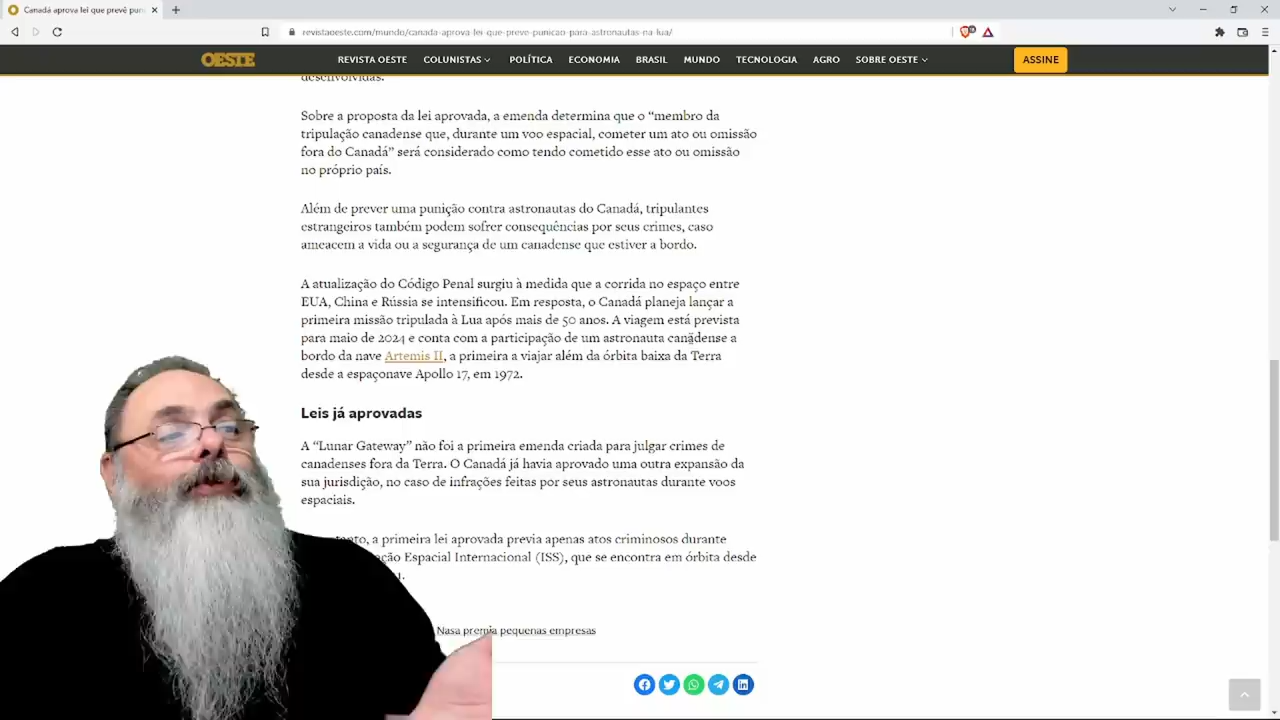 Canadá aprova lei que prevê pun
revistaoeste.com/mundo/canada-aprova-lei-que-preve-punicao-para-astronautas-na-lua/
OESTE
REVISTA OESTE
COLUNISTAS
POLÍTICA
ECONOMIA
BRASIL
MUNDO
TECNOLOGIA
AGRO
SOBRE OESTE
ASSINE
desenvolvidas.
Sobre a proposta da lei aprovada, a emenda determina que o “membro da
tripulação canadense que, durante um voo espacial, cometer um ato ou omissão
fora do Canadá” será considerado como tendo cometido esse ato ou omissão
no próprio país.
Além de prever uma punição contra astronautas do Canadá, tripulantes
estrangeiros também podem sofrer consequências por seus crimes, caso
ameacem a vida ou a segurança de um canadense que estiver a bordo.
A atualização do Código Penal surgiu à medida que a corrida no espaço entre
EUA, China e Rússia se intensificou. Em resposta, o Canadá planeja lançar a
primeira missão tripulada à Lua após mais de 50 anos. A viagem está prevista
para maio de 2024 e conta com a participação de um astronauta canadense a
bordo da nave Artemis II, a primeira a viajar além da órbita baixa da Terra
desde a espaçonave Apollo 17, em 1972.
Leis já aprovadas
A “Lunar Gateway” não foi a primeira emenda criada para julgar crimes de
canadenses fora da Terra. O Canadá já havia aprovado uma outra expansão da
sua jurisdição, no caso de infrações feitas por seus astronautas durante voos
espaciais.
a primeira lei aprovada previa apenas atos criminosos durante
Espacial Internacional (ISS), que se encontra em órbita desde
Nasa premia pequenas empresas